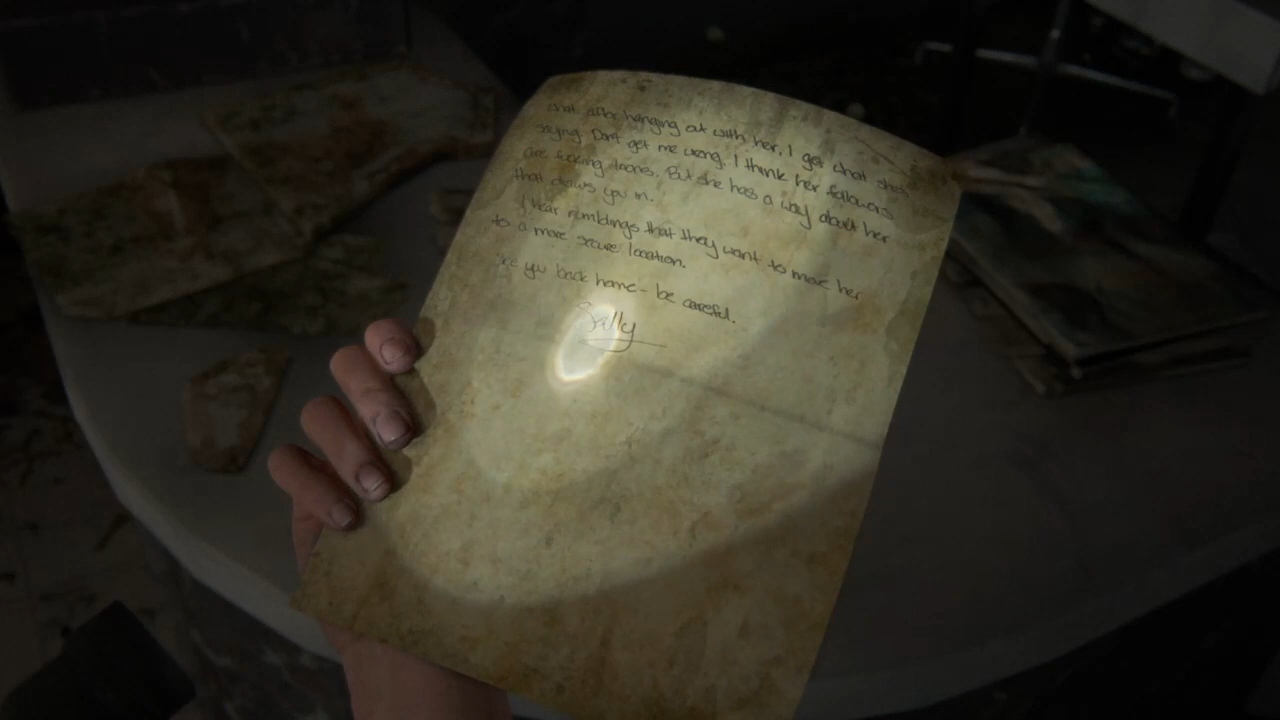 that after hanging out with her, I get what she's
saying. Don't get me wrong. I think her followers
are fucking loones. But she has a way about her
that draws you in.
I hear rumblings that they want to move her
to a more secure location.
See you back home - be careful.
Sally